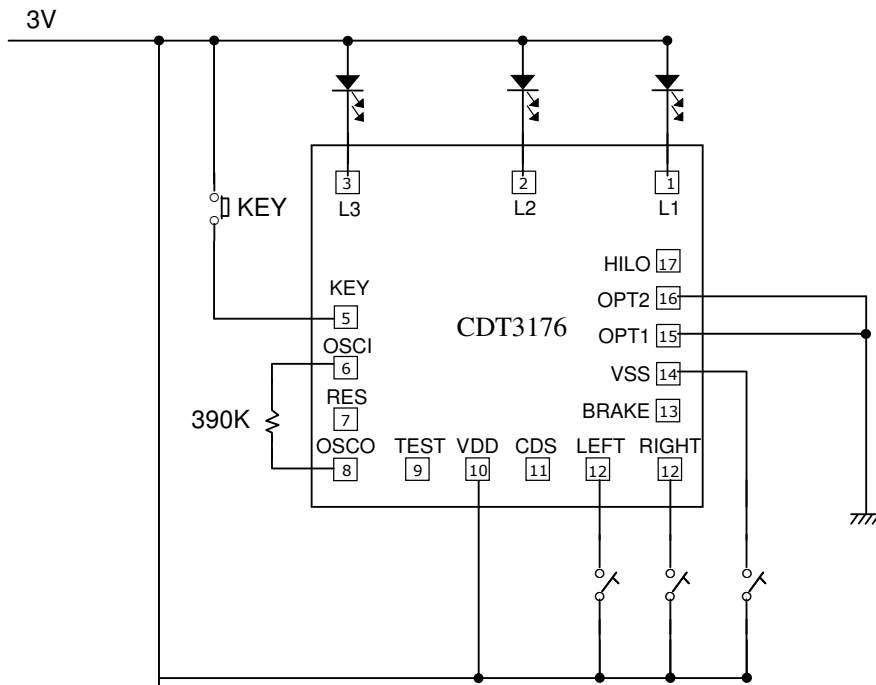 3V
3 2 1
L3 L2 L1
KEY
HILO 17
KEY
OPT2 16
5
CDT3176
OSCI
OPT1 15
6
VSS 14
RES
390K
7
BRAKE 13
OSCO TEST VDD CDS LEFT RIGHT
8 9 10 11 12 12